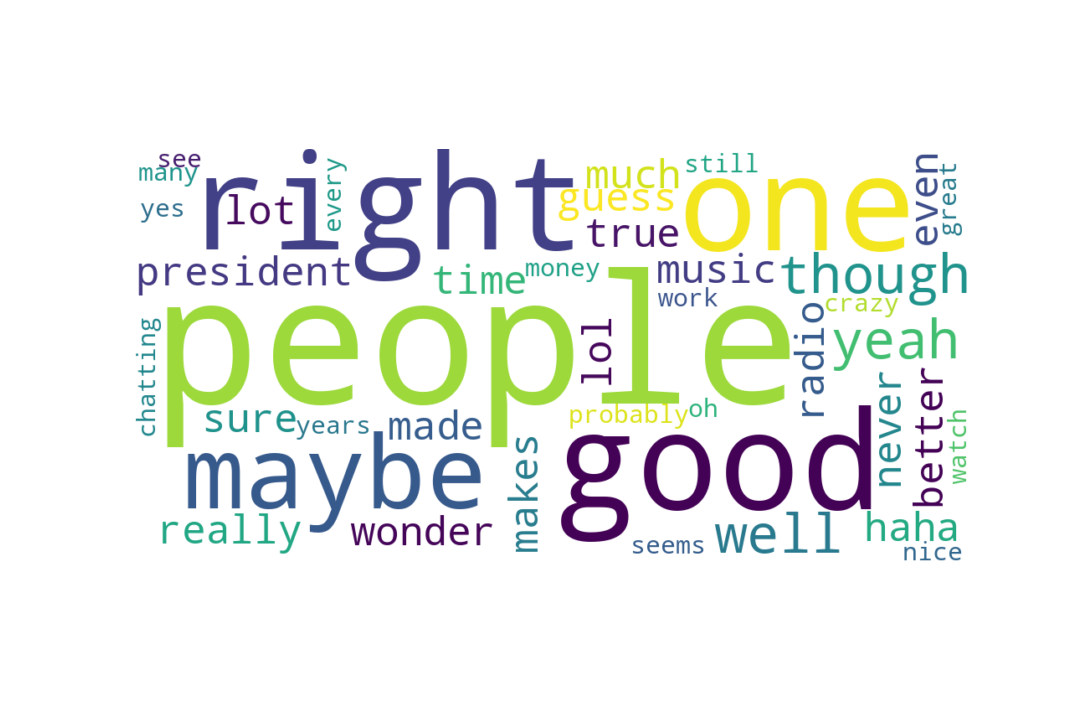 see
many
yes
right
lot
every
much
still
guess
one
true
even
great
president
time
money
music
work
though
crazy
people
lol
radio
yeah
chatting
sure
years
made
probably
oh
never
better
watch
maybe
makes
good
really
wonder
seems
well
haha
nice